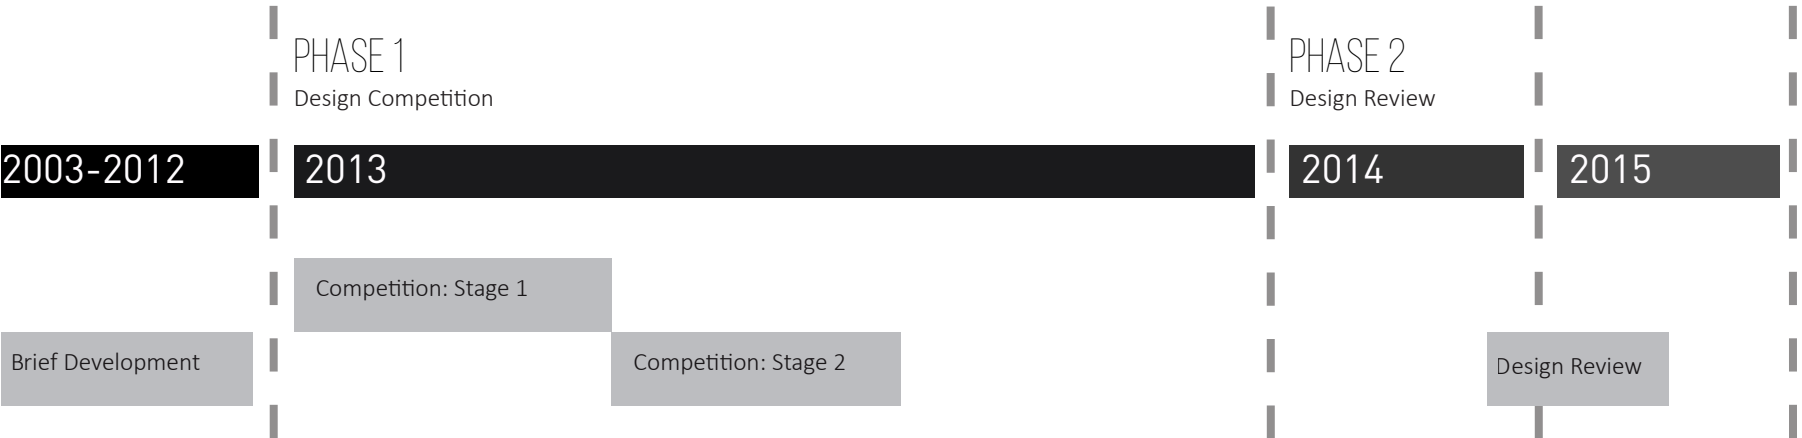 PHASE 1
Design Competition
PHASE 2
Design Review
2003-2012
2013
2014
2015
Competition: Stage 1
Brief Development
Competition: Stage 2
Design Review